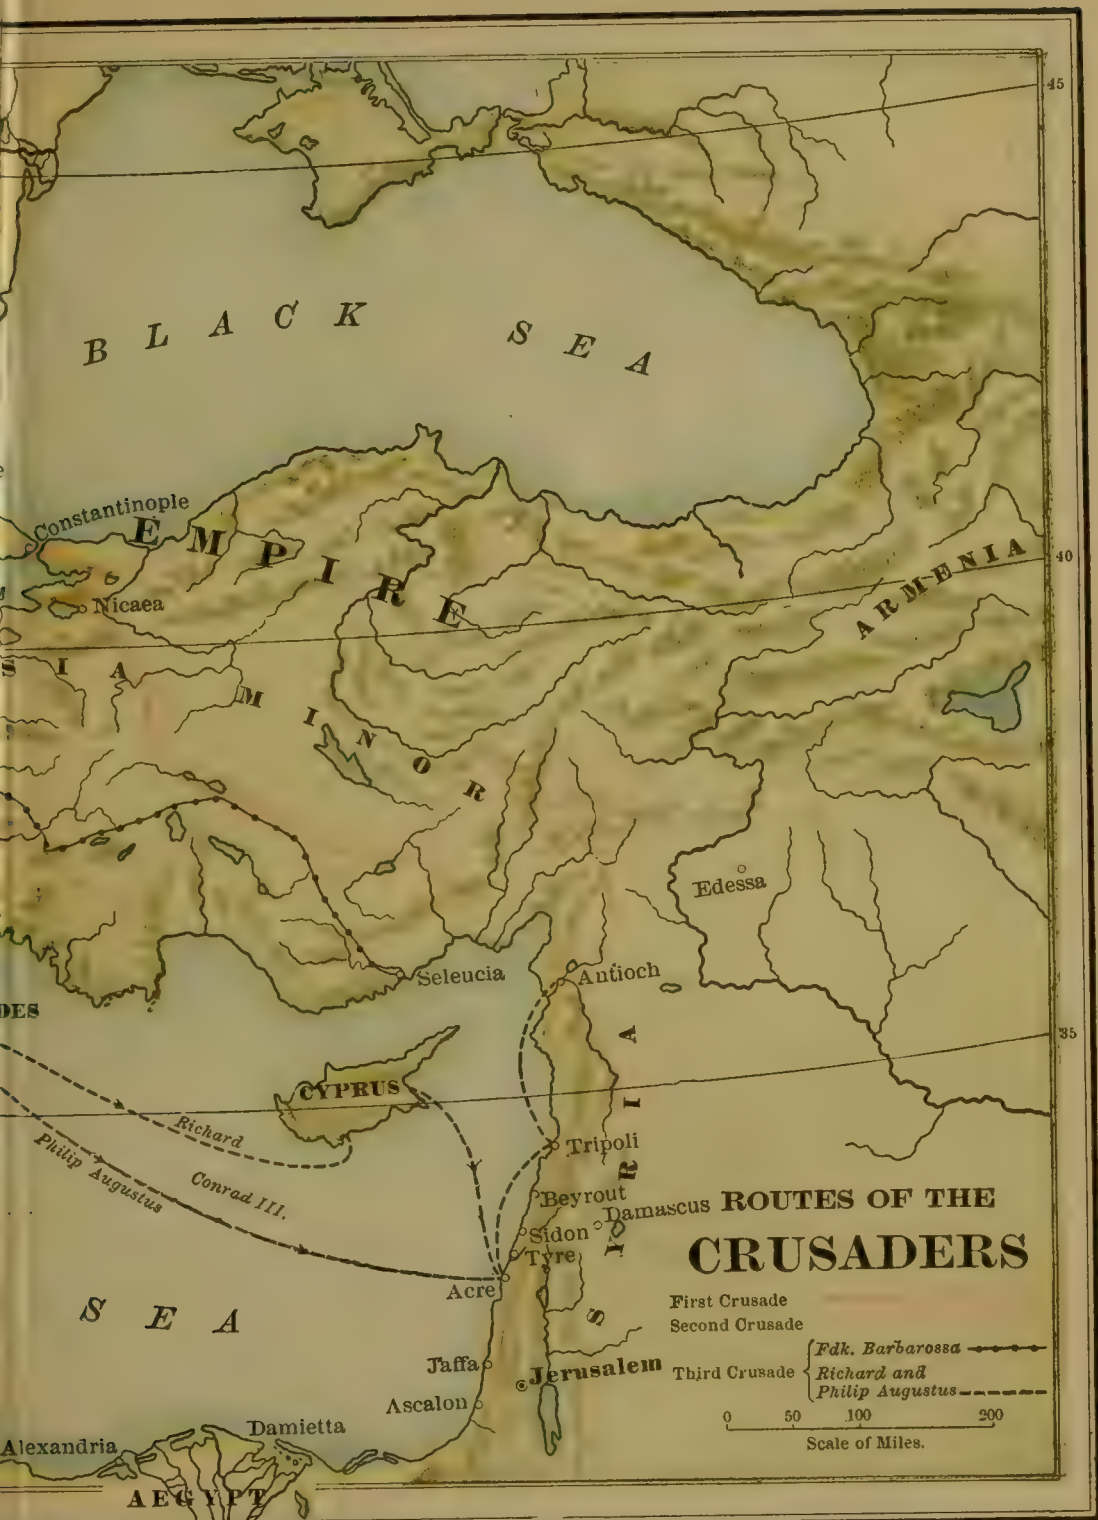 45
BLACK SEA
Constantinople
EMPIRE
ARMENIA
40
Nicaea
SIA MINOR
Edessa
Seleucia
Antioch
DES
35
CYPRUS
SYRIA
Richard
Tripoli
Philip Augustus
Conrad III.
Beyrout
Damascus
Sidon
Tyre
Acre
SEA
Jaffa
Jerusalem
Ascalon
Damietta
Alexandria
AEGYPT
ROUTES OF THE
CRUSADERS
First Crusade
Second Crusade
Third Crusade
Fdk. Barbarossa
Richard and
Philip Augustus
0 50 100 200
Scale of Miles.